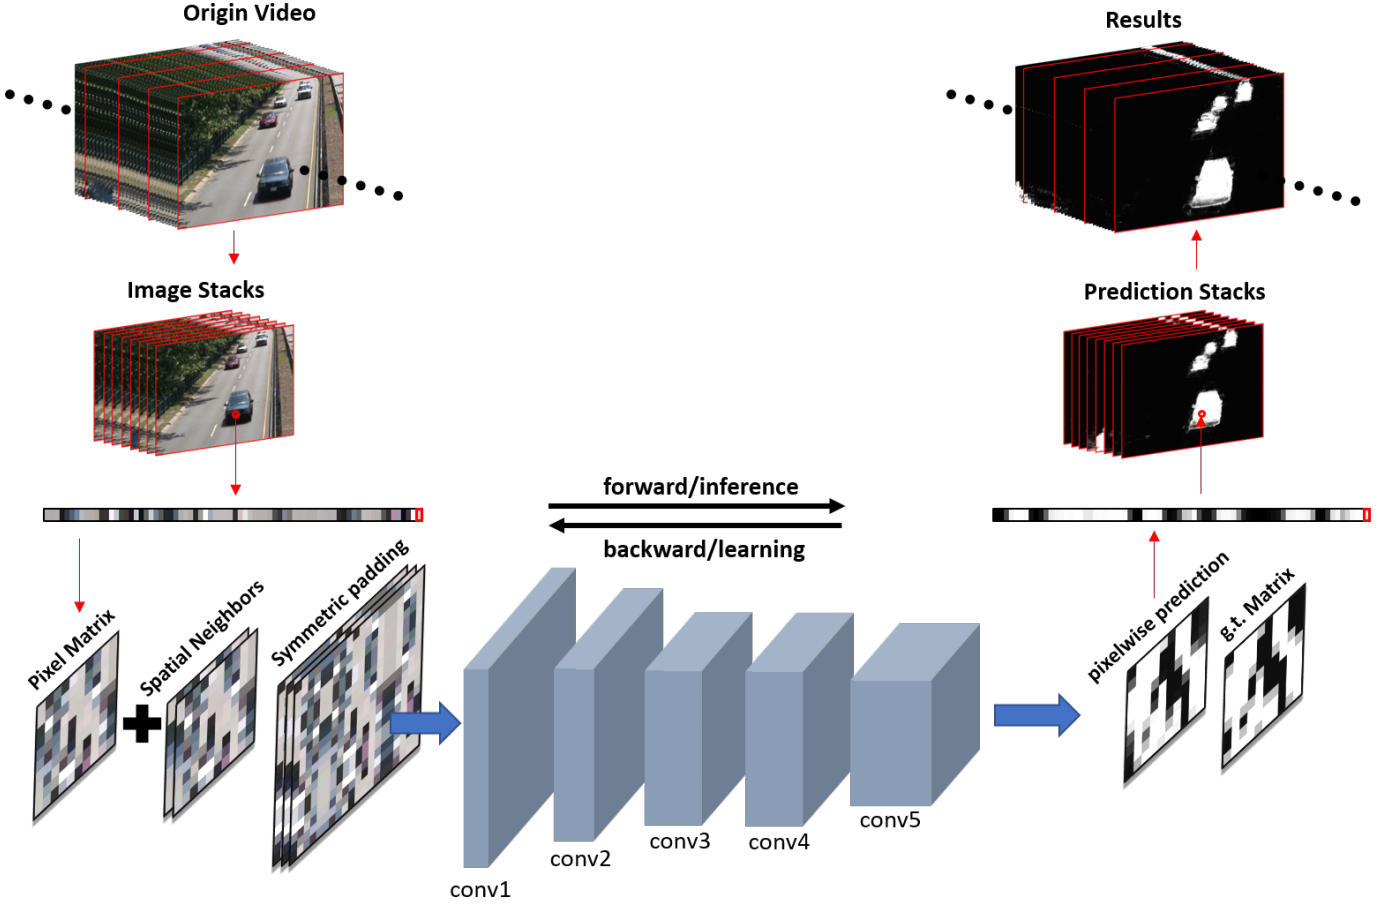 Origin Video
Results
Image Stacks
Prediction Stacks
forward/inference
backward/learning
Pixel Matrix
Spatial Neighbors
Symmetric padding
pixelwise prediction
g.t. Matrix
conv1
conv2
conv3
conv4
conv5